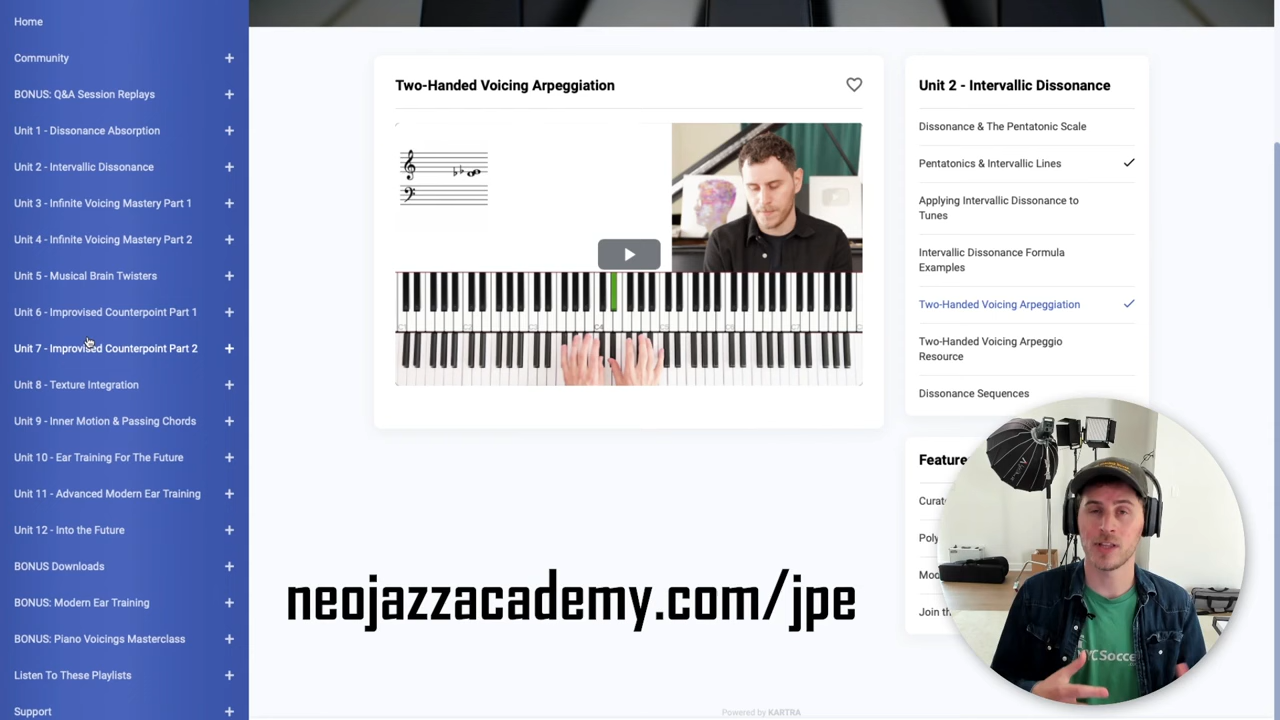 Home
Community
BONUS: Q&A Session Replays
Unit 1 - Dissonance Absorption
Unit 2 - Intervallic Dissonance
Unit 3 - Infinite Voicing Mastery Part 1
Unit 4 - Infinite Voicing Mastery Part 2
Unit 5 - Musical Brain Twisters
Unit 6 - Improvised Counterpoint Part 1
Unit 7 - Improvised Counterpoint Part 2
Unit 8 - Texture Integration
Unit 9 - Inner Motion & Passing Chords
Unit 10 - Ear Training For The Future
Unit 11 - Advanced Modern Ear Training
Unit 12 - Into the Future
BONUS Downloads
BONUS: Modern Ear Training
BONUS: Piano Voicings Masterclass
Listen To These Playlists
Support
Two-Handed Voicing Arpeggiation
C4
neojazzacademy.com/jpe
Powered by KARTRA
Unit 2 - Intervallic Dissonance
Dissonance & The Pentatonic Scale
Pentatonics & Intervallic Lines
Applying Intervallic Dissonance to
Tunes
Intervallic Dissonance Formula
Examples
Two-Handed Voicing Arpeggiation
Two-Handed Voicing Arpeggio
Resource
Dissonance Sequences
Feature
Curat
Poly
Mod
Join th
NYCSocce